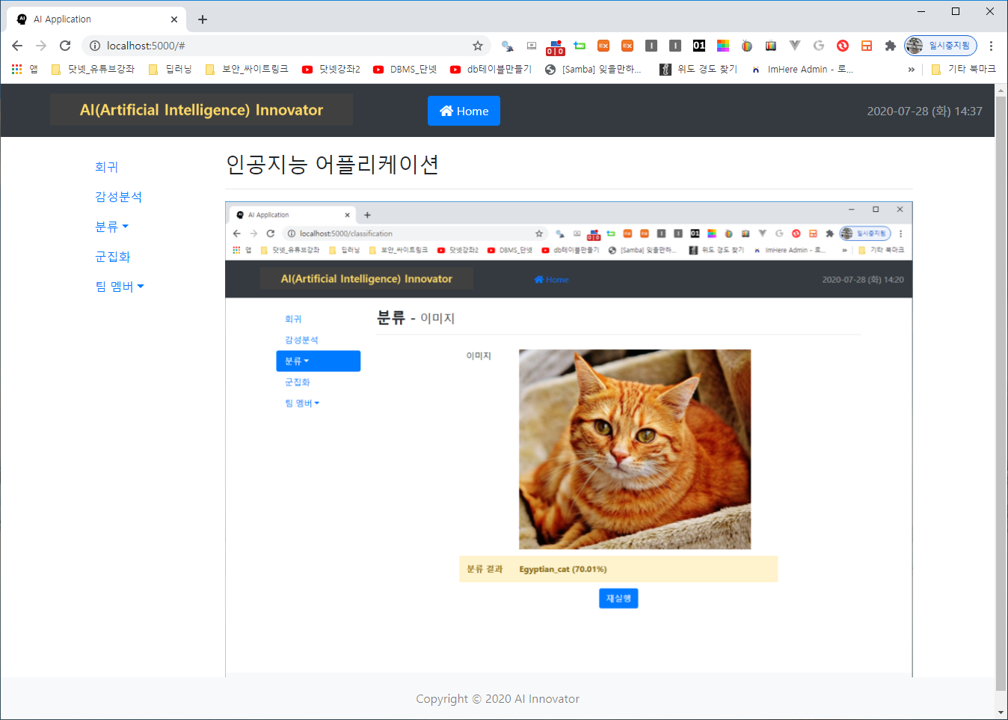 AI Application
localhost:5000/#
일시중지됨
앱 닷넷_유튜브강좌 딥러닝 보안_싸이트링크 닷넷강좌2 DBMS_단넷 db테이블만들기 [Samba] 잊을만하... 위도 경도 찾기 ImHere Admin - 로... » 기타 북마크
AI(Artificial Intelligence) Innovator Home 2020-07-28 (화) 14:37
회귀
감성분석
분류
군집화
팀 멤버
인공지능 어플리케이션
AI Application
localhost:5000/classification
일시중지됨
앱 닷넷_유튜브강좌 딥러닝 보안_싸이트링크 닷넷강좌2 DBMS_단넷 db테이블만들기 [Samba] 잊을만하... 위도 경도 찾기 ImHere Admin - 로... » 기타 북마크
AI(Artificial Intelligence) Innovator Home 2020-07-28 (화) 14:20
회귀
감성분석
분류
군집화
팀 멤버
분류 - 이미지
이미지
분류 결과 Egyptian_cat (70.01%)
재실행
Copyright © 2020 AI Innovator